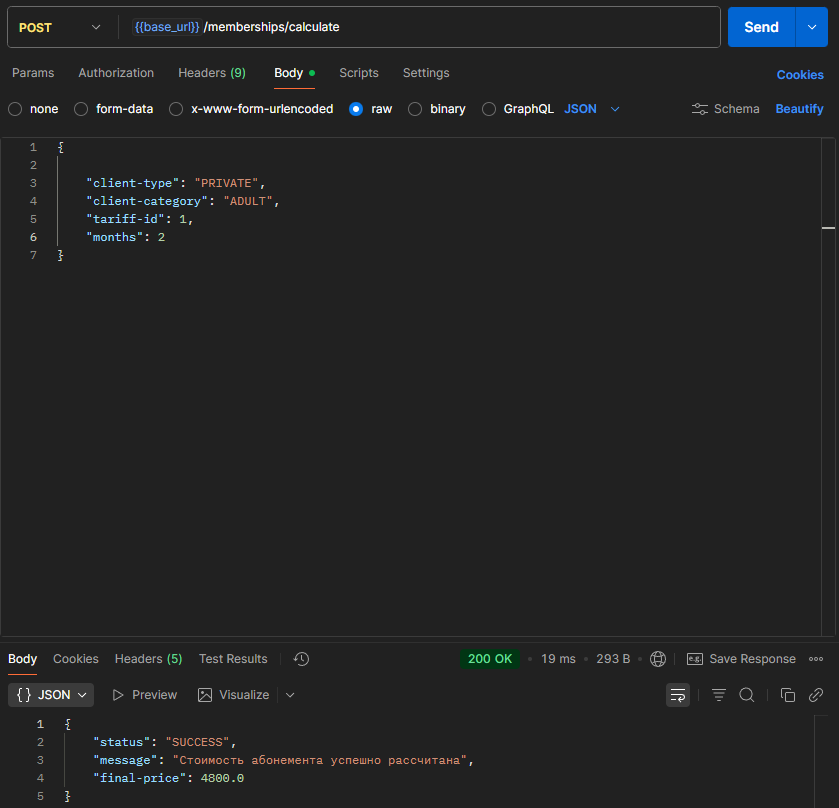 POST {{base_url}} /memberships/calculate Send
Params Authorization Headers (9) Body Scripts Settings Cookies
none form-data x-www-form-urlencoded raw binary GraphQL JSON Schema Beautify
1 {
2
3 "client-type": "PRIVATE",
4 "client-category": "ADULT",
5 "tariff-id": 1,
6 "months": 2
7 }
Body Cookies Headers (5) Test Results 200 OK • 19 ms • 293 B • e.g. Save Response
{} JSON Preview Visualize
1 {
2 "status": "SUCCESS",
3 "message": "Стоимость абонемента успешно рассчитана",
4 "final-price": 4800.0
5 }